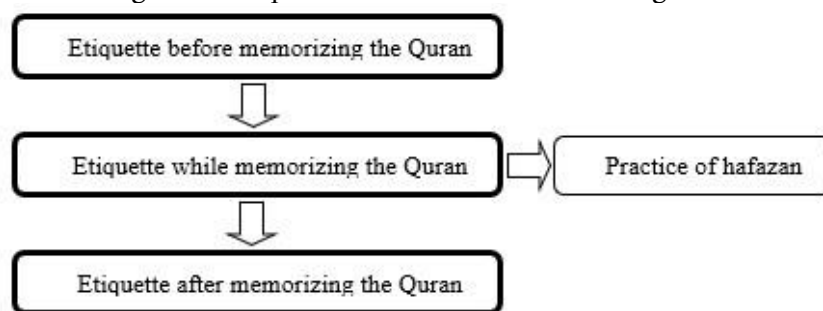 Etiquette before memorizing the Quran
Etiquette while memorizing the Quran
Practice of hafazan
Etiquette after memorizing the Quran